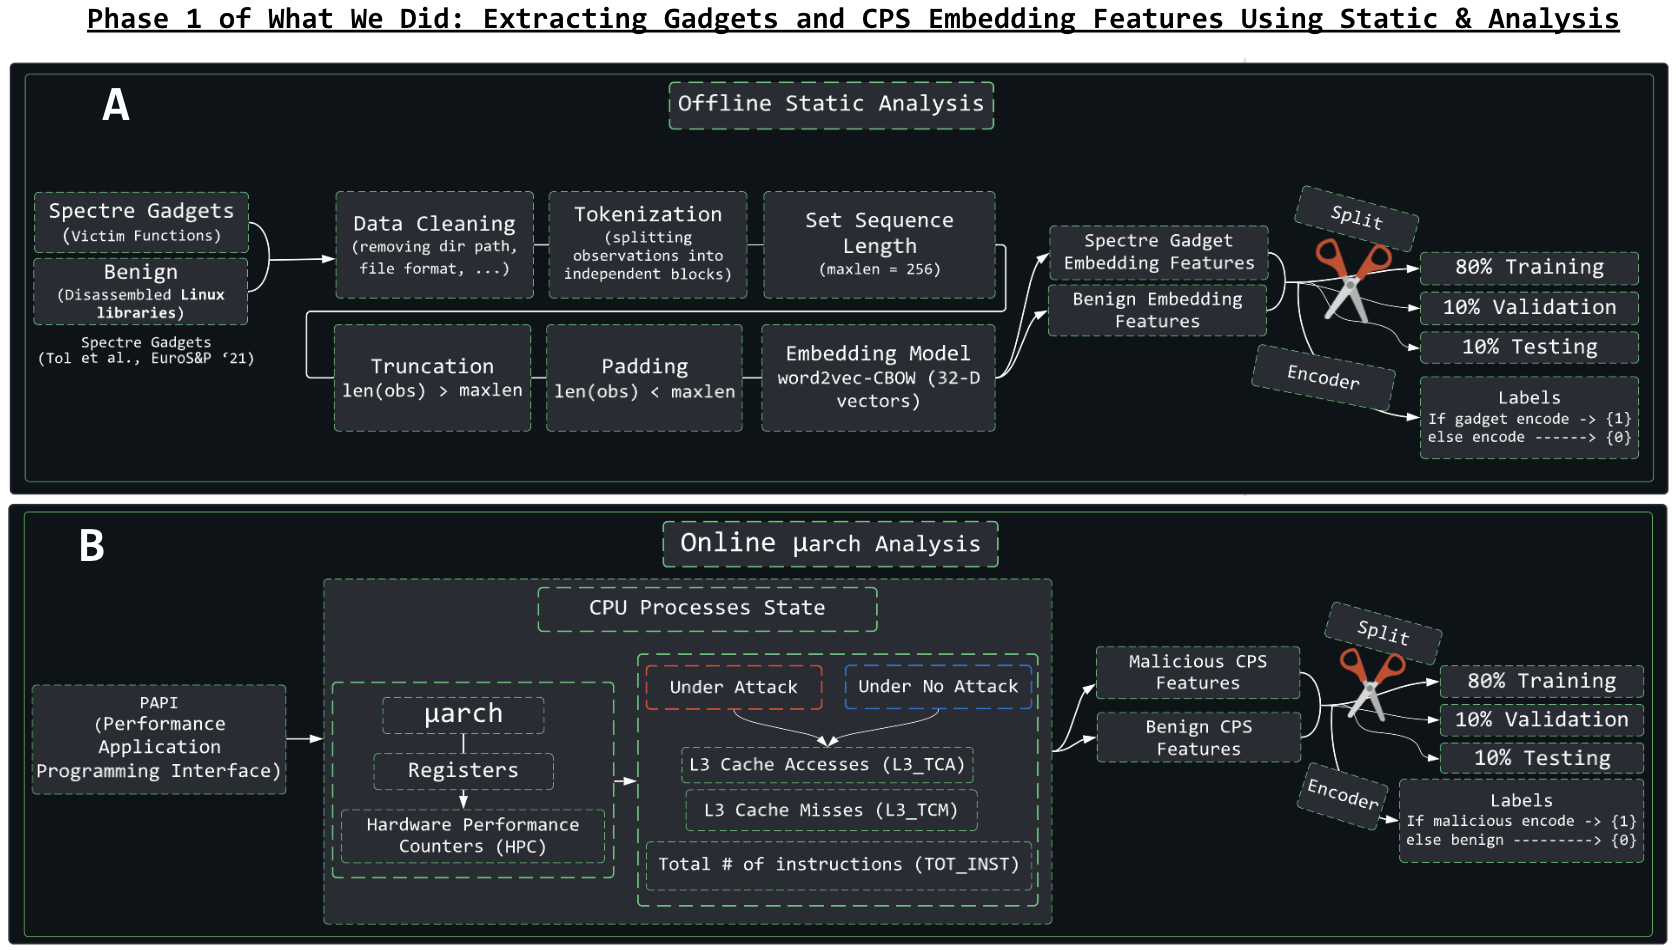 Phase 1 of What We Did: Extracting Gadgets and CPS Embedding Features Using Static & Analysis
A
Offline Static Analysis
Spectre Gadgets
(Victim Functions)
Benign
(Disassembled Linux
libraries)
Spectre Gadgets
(Tol et al., EuroS&P ‘21)
Data Cleaning
(removing dir path,
file format, ...)
Tokenization
(splitting
observations into
independent blocks)
Set Sequence
Length
(maxlen = 256)
Truncation
len(obs) > maxlen
Padding
len(obs) < maxlen
Embedding Model
word2vec-CBOW (32-D
vectors)
Spectre Gadget
Embedding Features
Benign Embedding
Features
Split
80% Training
10% Validation
10% Testing
Encoder
Labels
If gadget encode -> {1}
else encode ------> {0}
B
Online μarch Analysis
PAPI
(Performance
Application
Programming Interface)
CPU Processes State
μarch
Registers
Hardware Performance
Counters (HPC)
Under Attack
Under No Attack
L3 Cache Accesses (L3_TCA)
L3 Cache Misses (L3_TCM)
Total # of instructions (TOT_INST)
Malicious CPS
Features
Benign CPS
Features
Split
80% Training
10% Validation
10% Testing
Encoder
Labels
If malicious encode -> {1}
else benign ---------> {0}